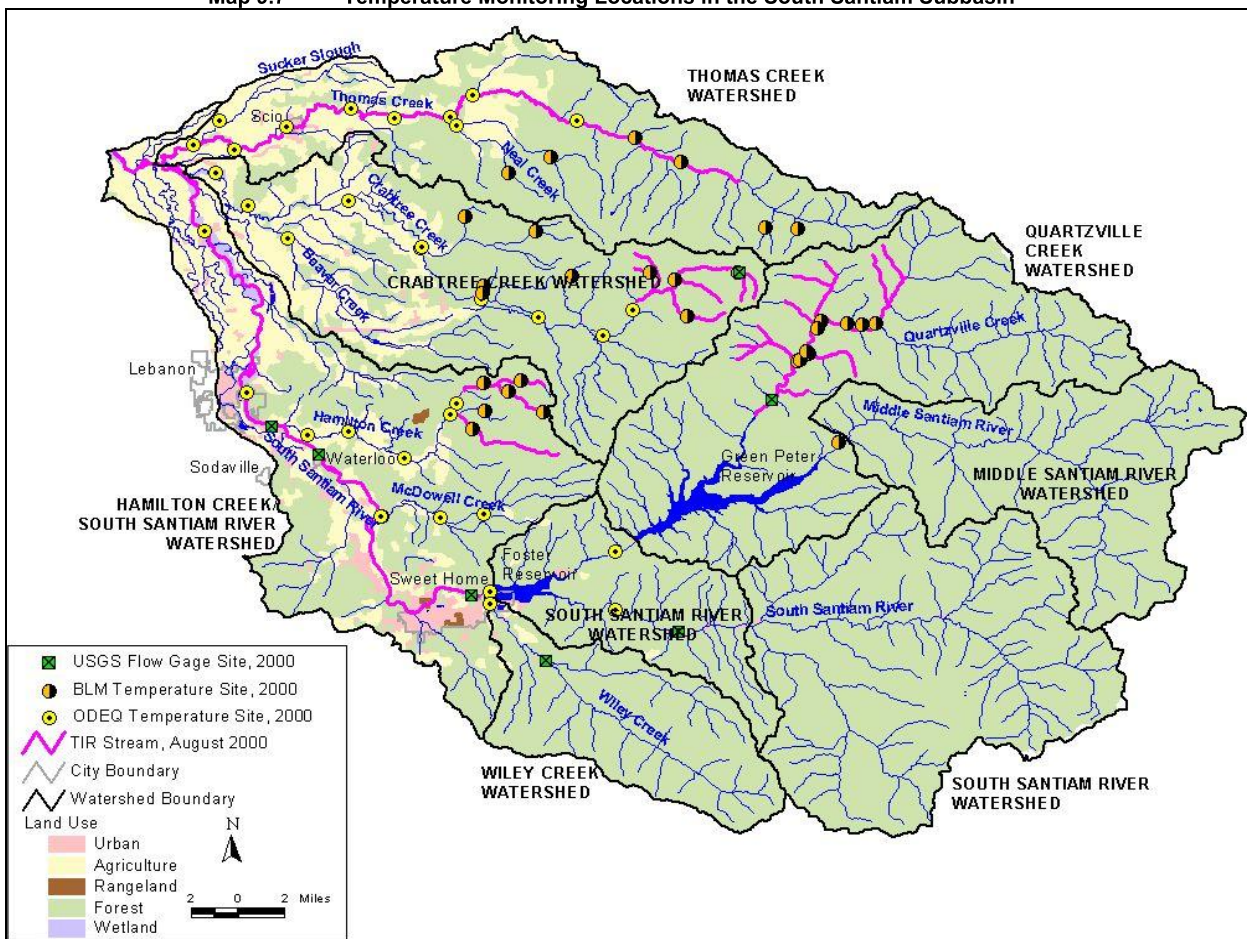 Temperature Monitoring Locations in the South Santiam Subbasin
Sucker Slough
THOMAS CREEK
WATERSHED
Thomas Creek
Scio
Neal Creek
Crabtree Creek
QUARTZVILLE
CREEK
WATERSHED
Beaver Creek
CRABTREE CREEK WATERSHED
Quartzville Creek
Lebanon
Middle Santiam River
Hamilton Creek
Waterloo
Green Peter
Reservoir
Sodaville
South Santiam River
MIDDLE SANTIAM RIVER
WATERSHED
HAMILTON CREEK/
SOUTH SANTIAM RIVER
WATERSHED
McDowell Creek
Foster
Reservoir
Sweet Home
SOUTH SANTIAM RIVER
WATERSHED
South Santiam River
Wiley Creek
WILEY CREEK
WATERSHED
SOUTH SANTIAM RIVER
WATERSHED
USGS Flow Gage Site, 2000
BLM Temperature Site, 2000
ODEQ Temperature Site, 2000
TIR Stream, August 2000
City Boundary
Watershed Boundary
Land Use
Urban
Agriculture
Rangeland
Forest
Wetland
N
2 0 2 Miles